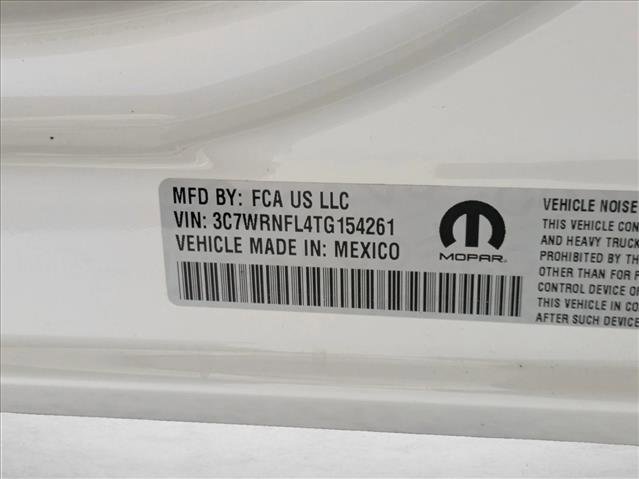 MFD BY: FCA US LLC
VIN: 3C7WRNFL4TG154261
VEHICLE MADE IN: MEXICO
MOPAR
VEHICLE NOISE
THIS VEHICLE CON
AND HEAVY TRUCK
PROHIBITED BY TH
OTHER THAN FOR
CONTROL DEVICE O
THIS VEHICLE IN CO
AFTER SUCH DEVICE